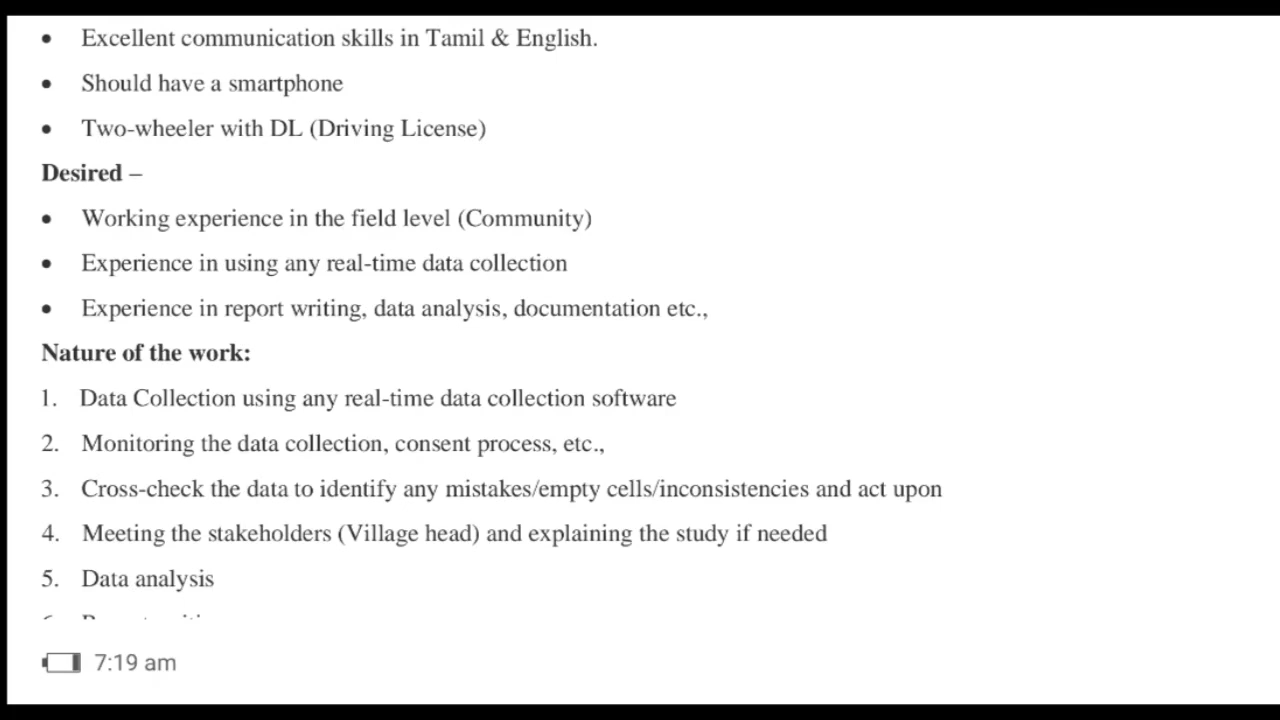 • Excellent communication skills in Tamil & English.
• Should have a smartphone
• Two-wheeler with DL (Driving License)
Desired –
• Working experience in the field level (Community)
• Experience in using any real-time data collection
• Experience in report writing, data analysis, documentation etc.,
Nature of the work:
1. Data Collection using any real-time data collection software
2. Monitoring the data collection, consent process, etc.,
3. Cross-check the data to identify any mistakes/empty cells/inconsistencies and act upon
4. Meeting the stakeholders (Village head) and explaining the study if needed
5. Data analysis
7:19 am